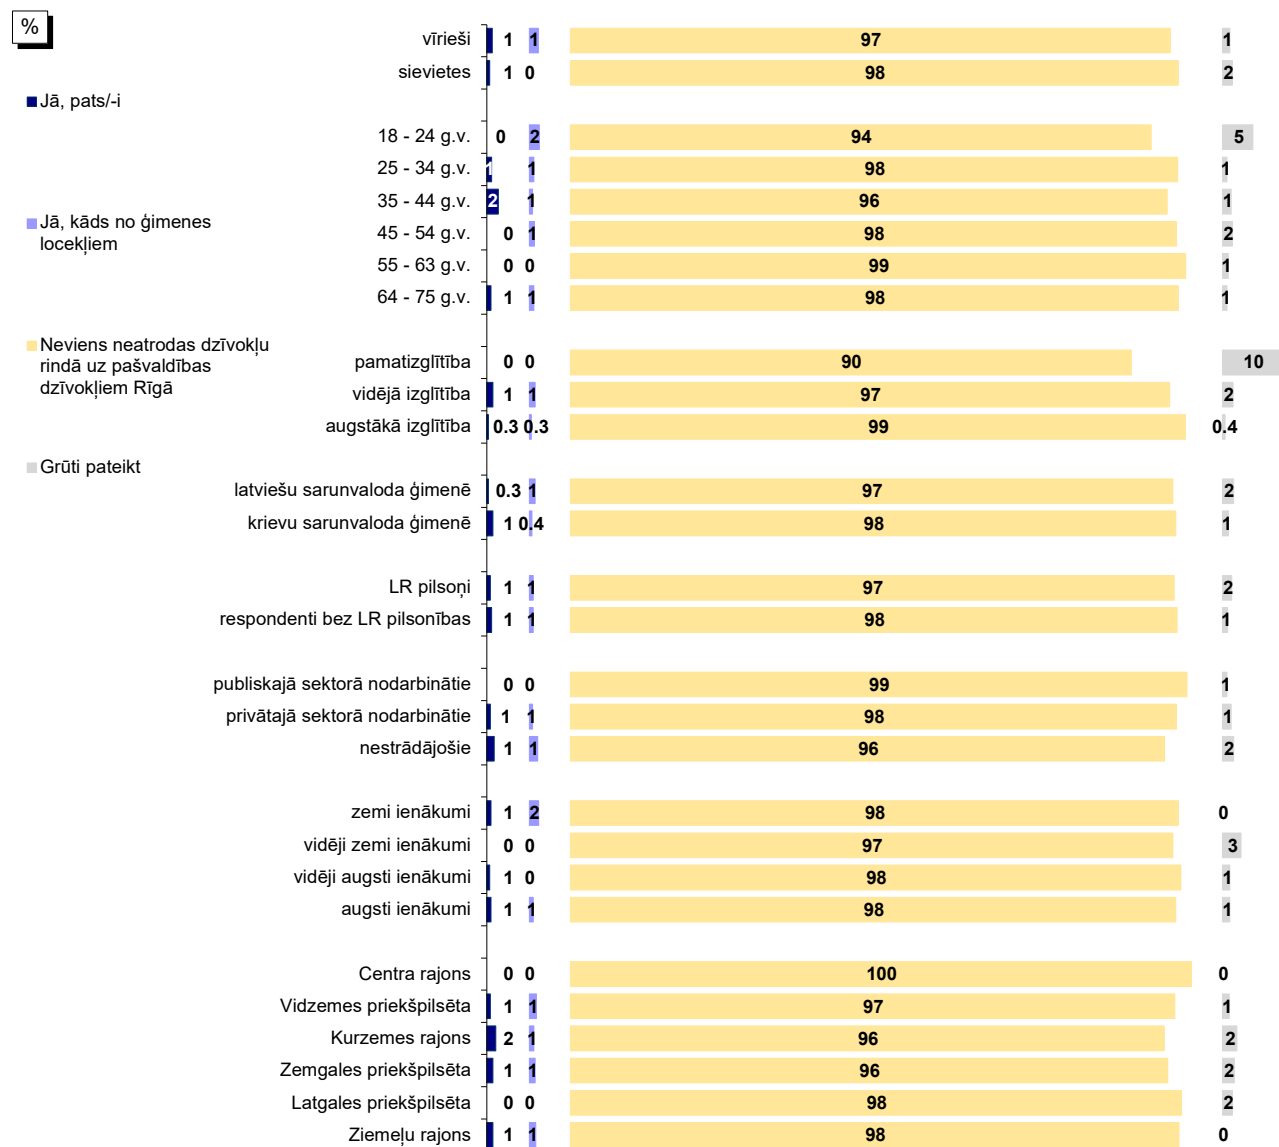 %
Jā, pats/-i
Jā, kāds no ģimenes
locekļiem
Neviens neatrodas dzīvokļu
rindā uz pašvaldības
dzīvokļiem Rīgā
Grūti pateikt
vīrieši 1 1 97 1
sievietes 1 0 98 2
18 - 24 g.v. 0 2 94 5
25 - 34 g.v. 1 1 98 1
35 - 44 g.v. 2 1 96 1
45 - 54 g.v. 0 1 98 2
55 - 63 g.v. 0 0 99 1
64 - 75 g.v. 1 1 98 1
pamatizglītība 0 0 90 10
vidējā izglītība 1 1 97 2
augstākā izglītība 0.3 0.3 99 0.4
latviešu sarunvaloda ģimenē 0.3 1 97 2
krievu sarunvaloda ģimenē 1 0.4 98 1
LR pilsoņi 1 1 97 2
respondenti bez LR pilsonības 1 1 98 1
publiskajā sektorā nodarbinātie 0 0 99 1
privātajā sektorā nodarbinātie 1 1 98 1
nestrādājošie 1 1 96 2
zemi ienākumi 1 2 98 0
vidēji zemi ienākumi 0 0 97 3
vidēji augsti ienākumi 1 0 98 1
augsti ienākumi 1 1 98 1
Centra rajons 0 0 100 0
Vidzemes priekšpilsēta 1 1 97 1
Kurzemes rajons 2 1 96 2
Zemgales priekšpilsēta 1 1 96 2
Latgales priekšpilsēta 0 0 98 2
Ziemeļu rajons 1 1 98 0